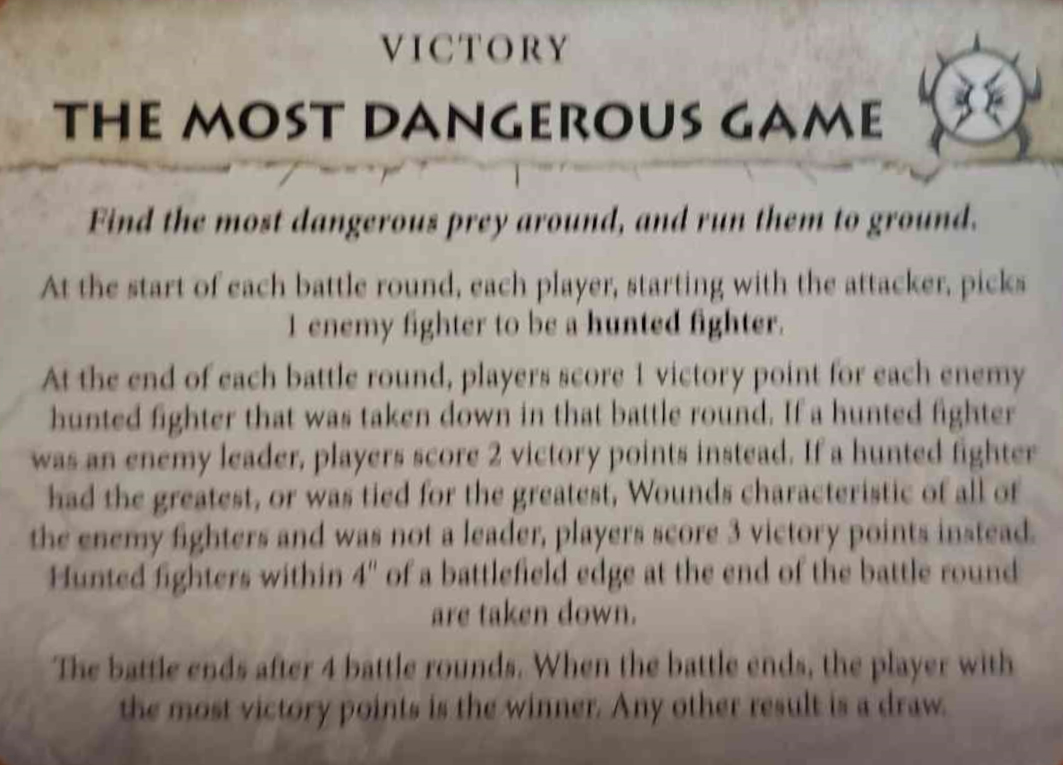 VICTORY
THE MOST DANGEROUS GAME
Find the most dangerous prey around, and run them to ground.
At the start of each battle round, each player, starting with the attacker, picks
1 enemy fighter to be a hunted fighter.
At the end of each battle round, players score 1 victory point for each enemy
hunted fighter that was taken down in that battle round. If a hunted fighter
was an enemy leader, players score 2 victory points instead. If a hunted fighter
had the greatest, or was tied for the greatest, Wounds characteristic of all of
the enemy fighters and was not a leader, players score 3 victory points instead.
Hunted fighters within 4" of a battlefield edge at the end of the battle round
are taken down.
The battle ends after 4 battle rounds. When the battle ends, the player with
the most victory points is the winner. Any other result is a draw.